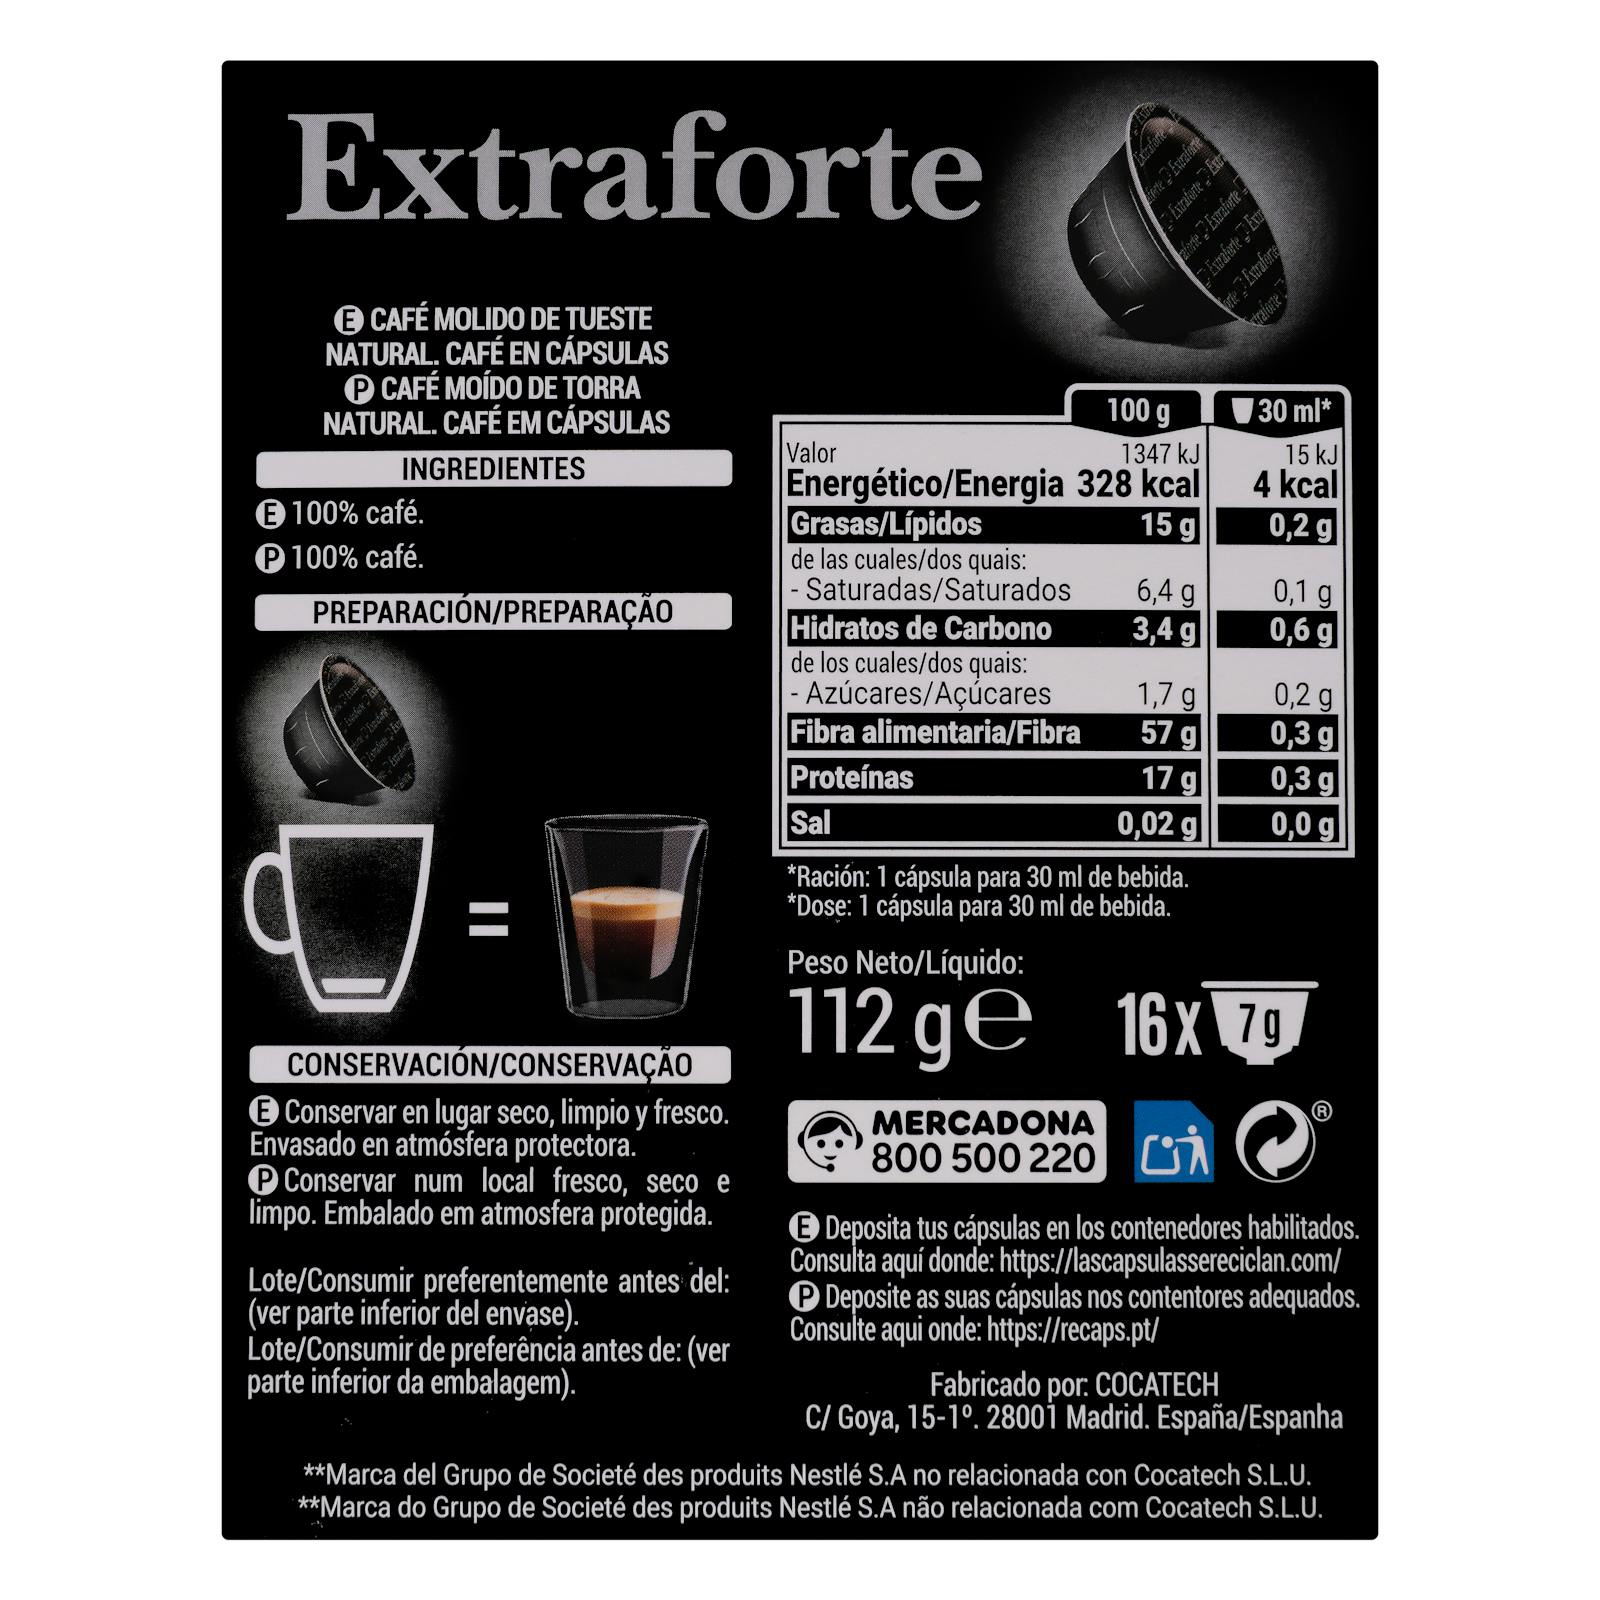 Extraforte
E CAFÉ MOLIDO DE TUESTE
NATURAL. CAFÉ EN CÁPSULAS
P CAFÉ MOÍDO DE TORRA
NATURAL. CAFÉ EM CÁPSULAS
INGREDIENTES
E 100% café.
P 100% café.
PREPARACIÓN/PREPARAÇÃO
=
CONSERVACIÓN/CONSERVAÇÃO
E Conservar en lugar seco, limpio y fresco.
Envasado en atmósfera protectora.
P Conservar num local fresco, seco e
limpo. Embalado em atmosfera protegida.
Lote/Consumir preferentemente antes del:
(ver parte inferior del envase).
Lote/Consumir de preferência antes de: (ver
parte inferior da embalagem).
100 g 30 ml*
Valor 1347 kJ 15 kJ
Energético/Energia 328 kcal 4 kcal
Grasas/Lípidos 15 g 0,2 g
de las cuales/dos quais:
- Saturadas/Saturados 6,4 g 0,1 g
Hidratos de Carbono 3,4 g 0,6 g
de los cuales/dos quais:
- Azúcares/Açúcares 1,7 g 0,2 g
Fibra alimentaria/Fibra 57 g 0,3 g
Proteínas 17 g 0,3 g
Sal 0,02 g 0,0 g
*Ración: 1 cápsula para 30 ml de bebida.
*Dose: 1 cápsula para 30 ml de bebida.
Peso Neto/Líquido:
112 g e 16x 7g
MERCADONA
800 500 220
®
E Deposita tus cápsulas en los contenedores habilitados.
Consulta aquí donde: https://lascapsulassereciclan.com/
P Deposite as suas cápsulas nos contentores adequados.
Consulte aqui onde: https://recaps.pt/
Fabricado por: COCATECH
C/ Goya, 15-1º. 28001 Madrid. España/Espanha
**Marca del Grupo de Societé des produits Nestlé S.A no relacionada con Cocatech S.L.U.
**Marca do Grupo de Societé des produits Nestlé S.A não relacionada com Cocatech S.L.U.